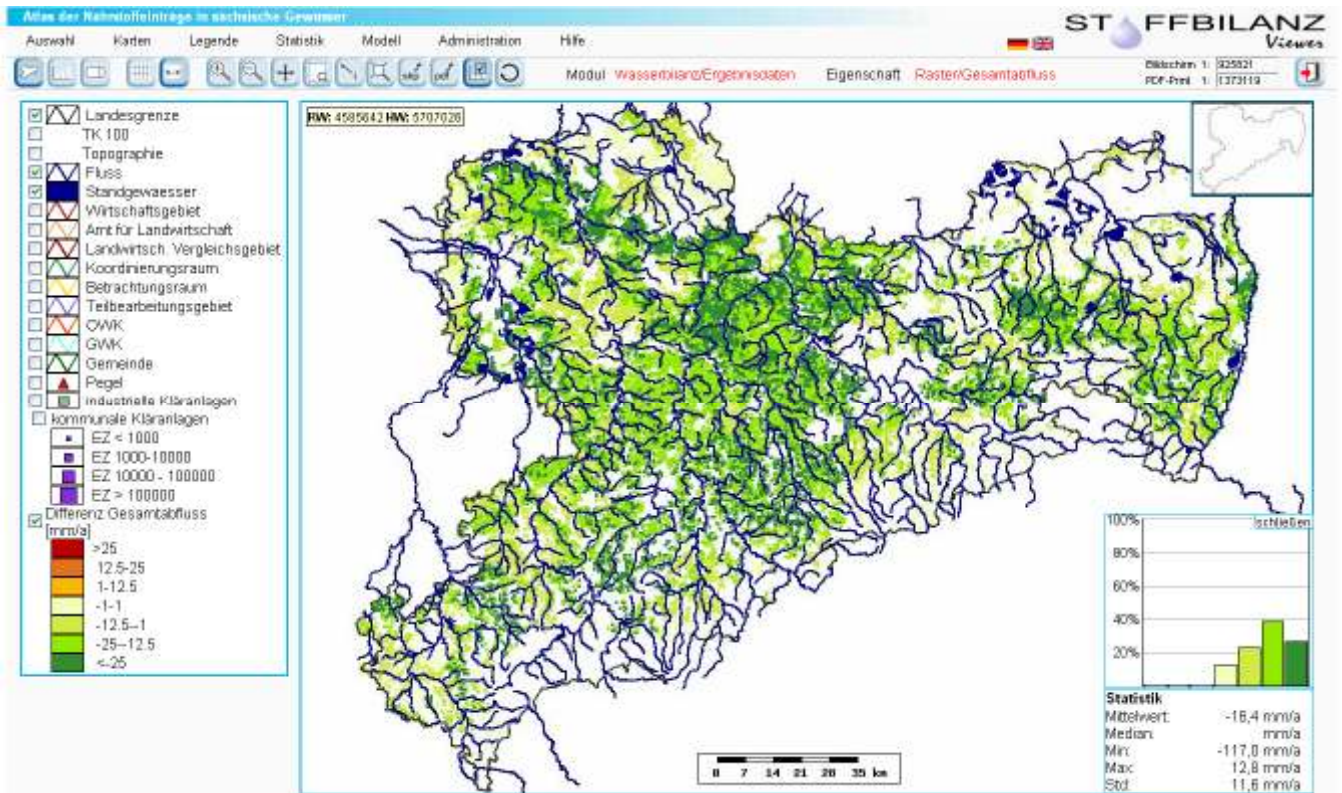 Atlas der Nährstoffeinträge in sächsische Gewässer
STOFFBILANZ
Viewer
Auswahl Karten Legende Statistik Modell Administration Hilfe
Modul Wasserbilanz/Ergebnisdaten Eigenschaft Raster/Gesamtabfluss
Bildschirm 1: 925821
PDF-Print 1: 1373119
Landesgrenze
TK 100
Topographie
Fluss
Standgewaesser
Wirtschaftsgebiet
Amt für Landwirtschaft
Landwirtsch. Vergleichsgebiet
Koordinierungsraum
Betrachtungsraum
Teilbearbeitungsgebiet
OWK
GWK
Gemeinde
Pegel
industrielle Kläranlagen
kommunale Kläranlagen
EZ < 1000
EZ 1000-10000
EZ 10000 - 100000
EZ > 100000
Differenz Gesamtabfluss
[mm/a]
>25
12.5-25
1-12.5
-1-1
-12.5--1
-25--12.5
<-25
RW: 4585642 HW: 5707028
100% schließen
80%
60%
40%
20%
Statistik
Mittelwert: -16,4 mm/a
Median: mm/a
Min: -117,0 mm/a
Max: 12,8 mm/a
Std: 11,6 mm/a
0 7 14 21 28 35 km